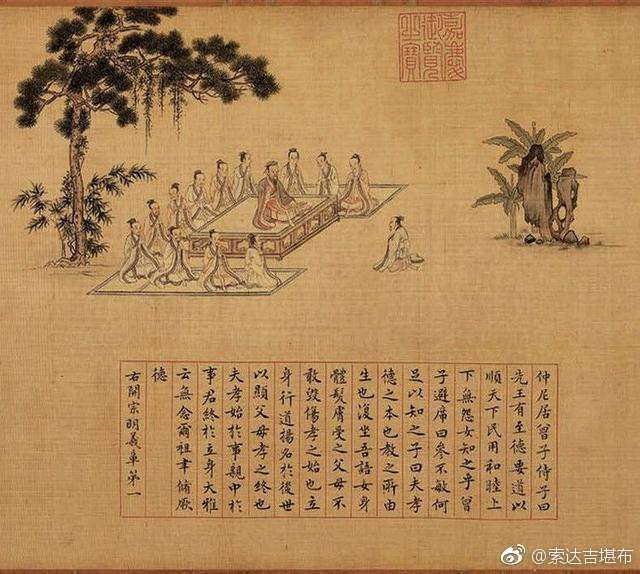 嘉慶
御覽
之寶
仲尼居曾子侍子曰
先王有至德要道以
順天下民用和睦上
下無怨女知之乎曾
子避席曰參不敏何
足以知之子曰夫孝
德之本也教之所由
生也復坐吾語女身
體髮膚受之父母不
敢毀傷孝之始也立
身行道揚名於後世
以顯父母孝之終也
夫孝始於事親中於
事君終於立身大雅
云無念爾祖聿脩厥
德
右開宗明義章第一
@索达吉堪布